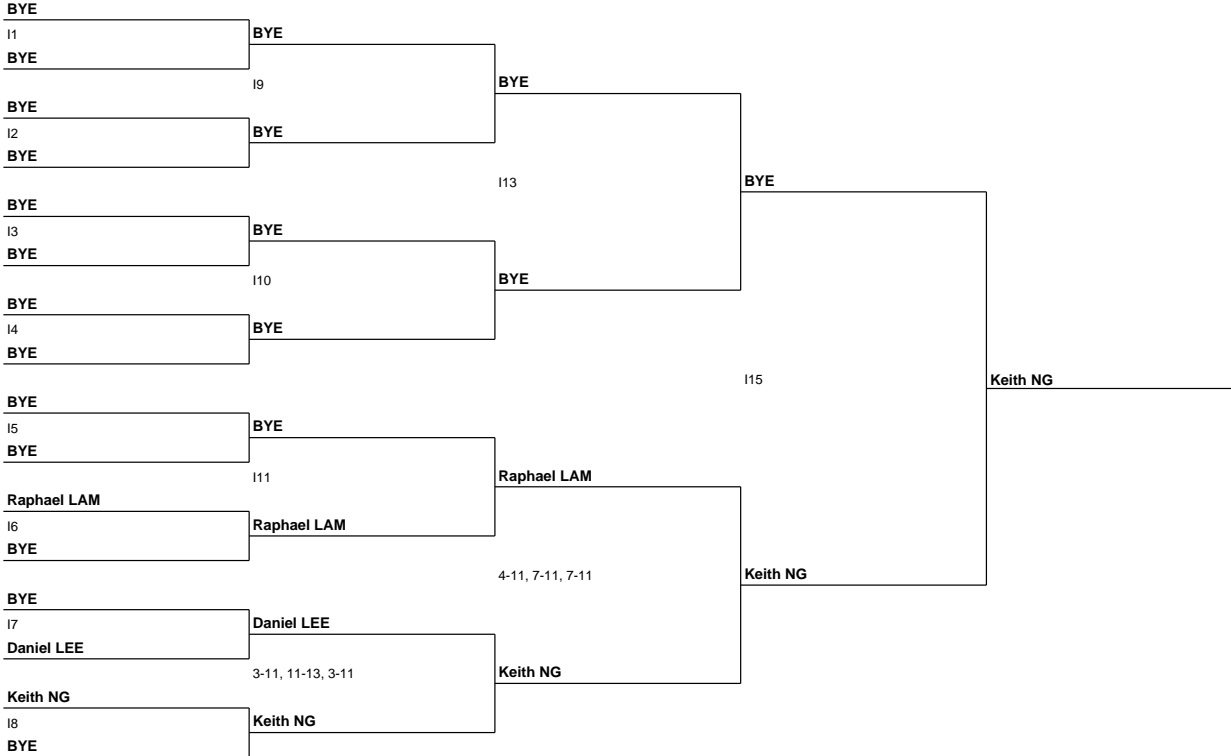 BYE
I1
BYE
BYE
I9
BYE
BYE
I2
BYE
BYE
I13
BYE
BYE
I3
BYE
BYE
I10
BYE
BYE
I4
BYE
BYE
I15
Keith NG
BYE
I5
BYE
BYE
I11
Raphael LAM
Raphael LAM
I6
Raphael LAM
BYE
4-11, 7-11, 7-11
Keith NG
BYE
I7
Daniel LEE
Daniel LEE
3-11, 11-13, 3-11
Keith NG
Keith NG
I8
Keith NG
BYE